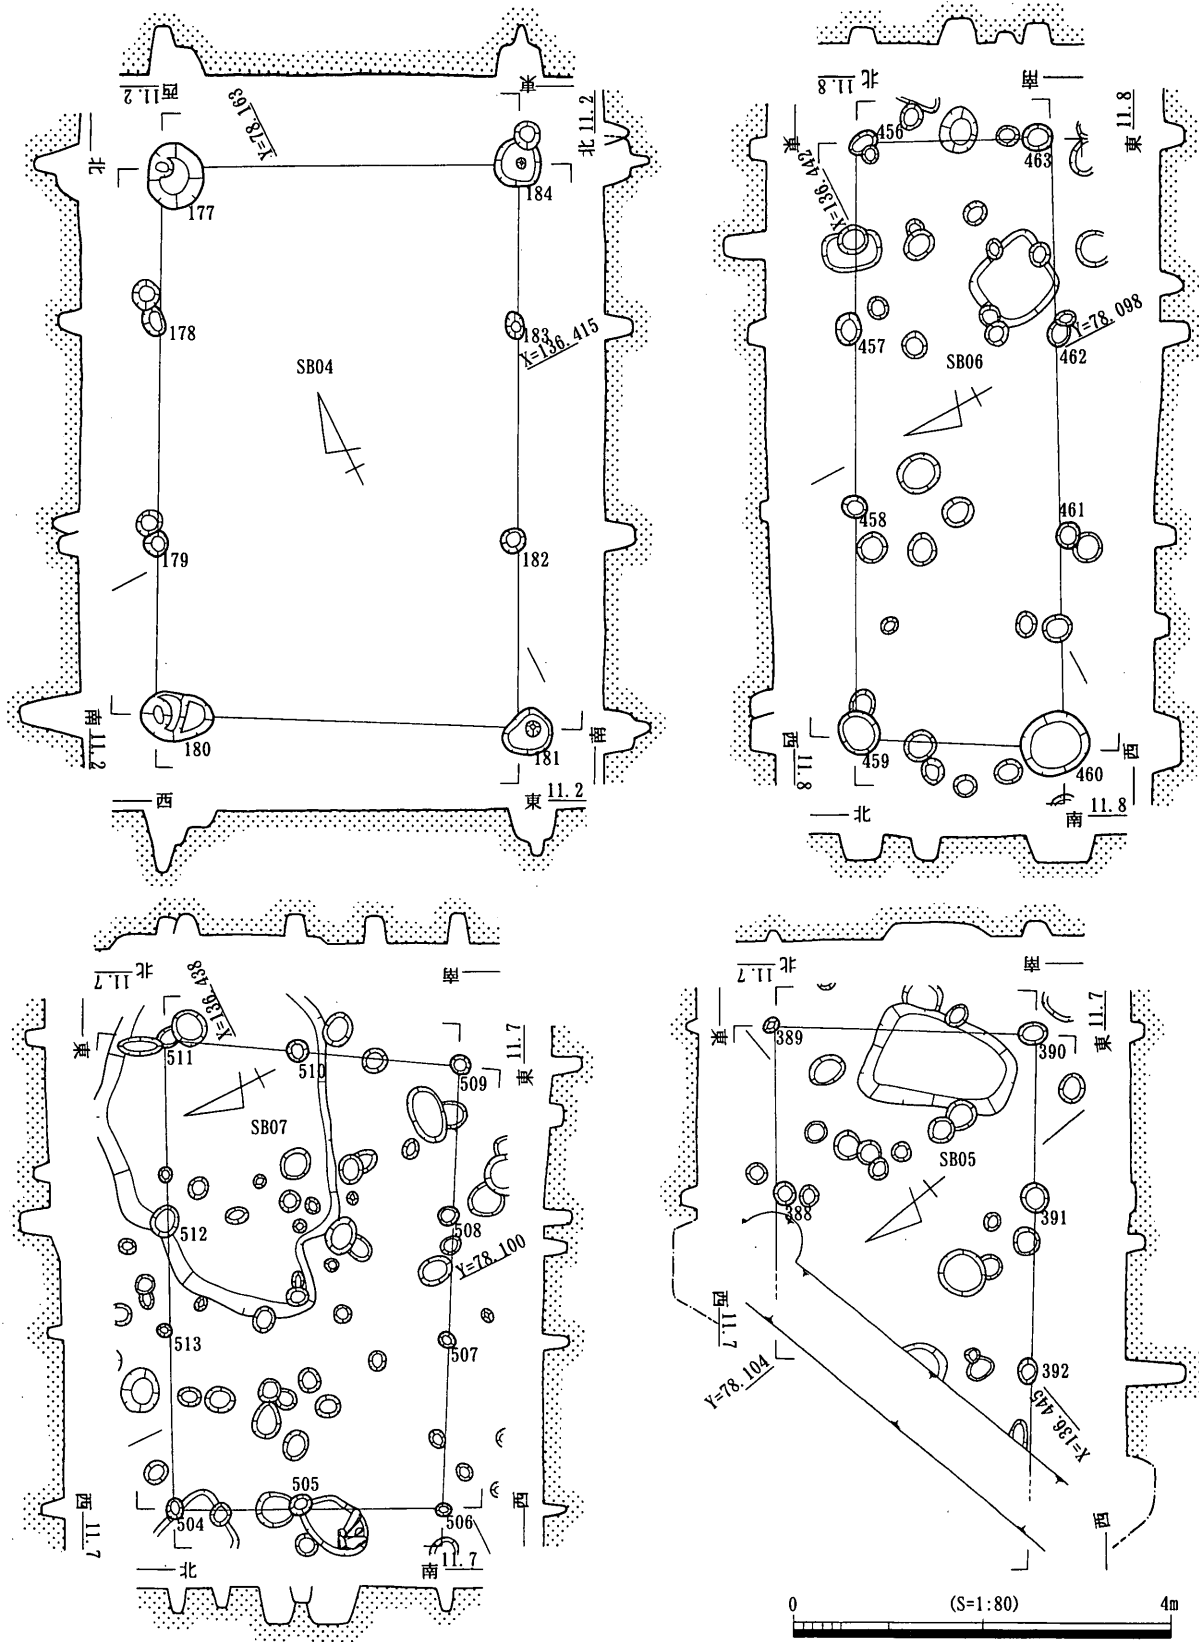 西
11.2
Y=78.163
東
北 11.2
北
177
184
178
183
X=136.415
SB04
179
182
南 11.2
180
181
南
西
東 11.2
北
11.8
南
東
11.8
東
456
463
X=136.442
457
Y=78.098
462
SB06
458
461
西
11.8
459
460
西
北
南 11.8
北
11.7
南
X=136.438
東
511
510
509
11.7
東
SB07
512
508
Y=78.100
513
507
西
11.7
504
505
506
西
北
南 11.7
北
11.7
南
東
389
390
11.7
東
SB05
388
391
西
11.7
Y=78.104
392
X=136.445
西
0 (S=1:80) 4m